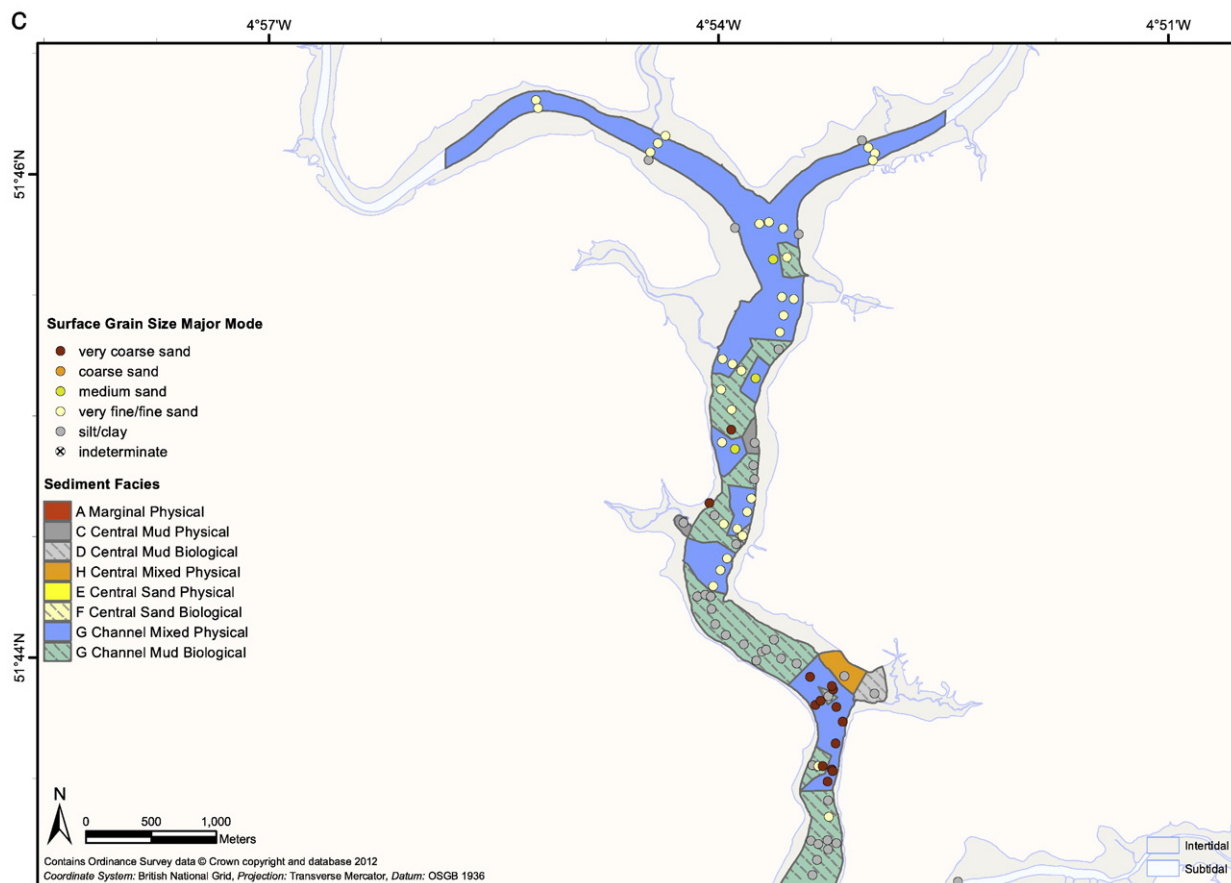 C
4°57'W
4°54'W
4°51'W
51°46'N
51°44'N
Surface Grain Size Major Mode
very coarse sand
coarse sand
medium sand
very fine/fine sand
silt/clay
indeterminate
Sediment Facies
A Marginal Physical
C Central Mud Physical
D Central Mud Biological
H Central Mixed Physical
E Central Sand Physical
F Central Sand Biological
G Channel Mixed Physical
G Channel Mud Biological
N
0 500 1,000
Meters
Contains Ordinance Survey data © Crown copyright and database 2012
Coordinate System: British National Grid, Projection: Transverse Mercator, Datum: OSGB 1936
Intertidal
Subtidal